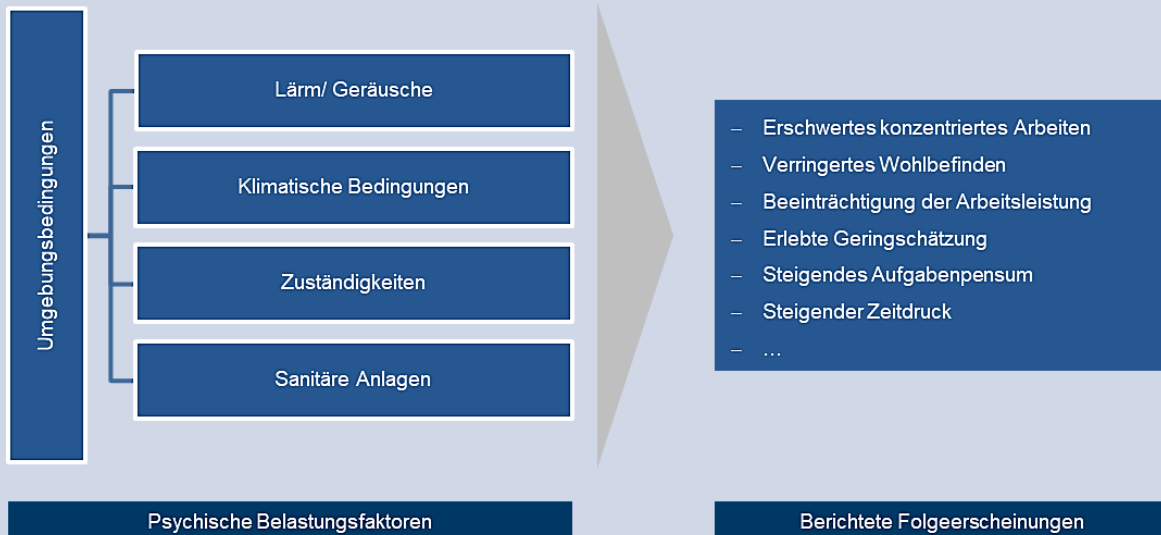 Umgebungsbedingungen
Lärm/ Geräusche
Klimatische Bedingungen
Zuständigkeiten
Sanitäre Anlagen
Psychische Belastungsfaktoren
– Erschwertes konzentriertes Arbeiten
– Verringertes Wohlbefinden
– Beeinträchtigung der Arbeitsleistung
– Erlebte Geringschätzung
– Steigendes Aufgabenpensum
– Steigender Zeitdruck
– …
Berichtete Folgeerscheinungen